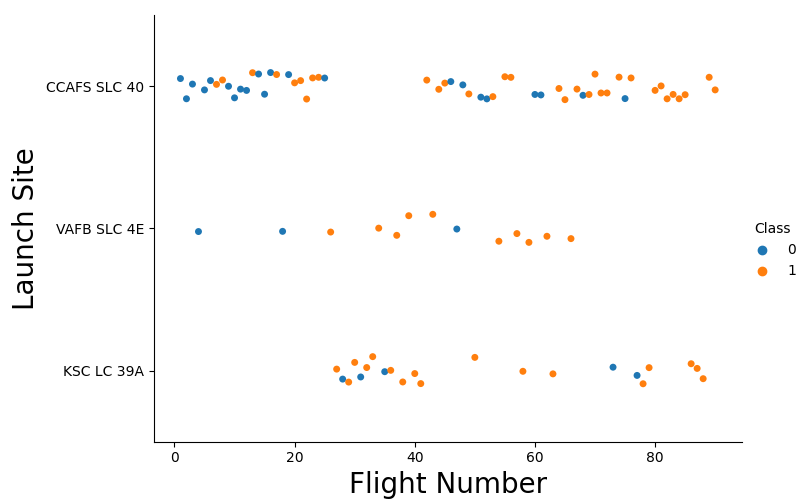 CCAFS SLC 40
VAFB SLC 4E
KSC LC 39A
Launch Site
0
20
40
60
80
Flight Number
Class
0
1